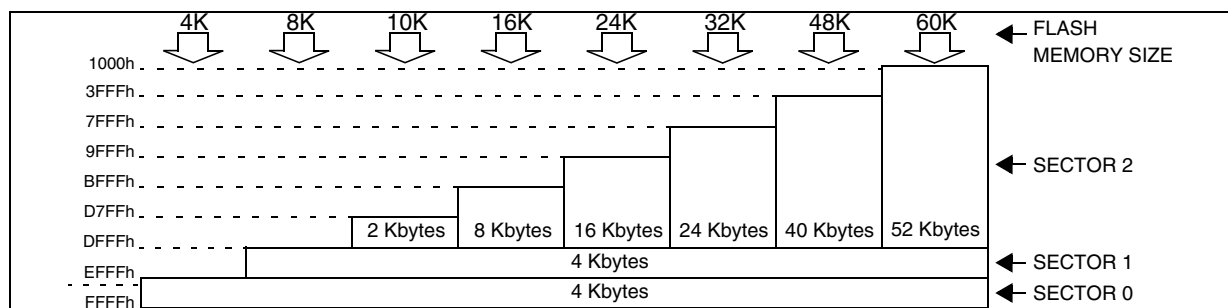 4K 8K 10K 16K 24K 32K 48K 60K FLASH
MEMORY SIZE
1000h
3FFFh
7FFFh
9FFFh
SECTOR 2
BFFFh
D7FFh
2 Kbytes 8 Kbytes 16 Kbytes 24 Kbytes 40 Kbytes 52 Kbytes
DFFFh
4 Kbytes SECTOR 1
EFFFh
4 Kbytes SECTOR 0
FFFFh